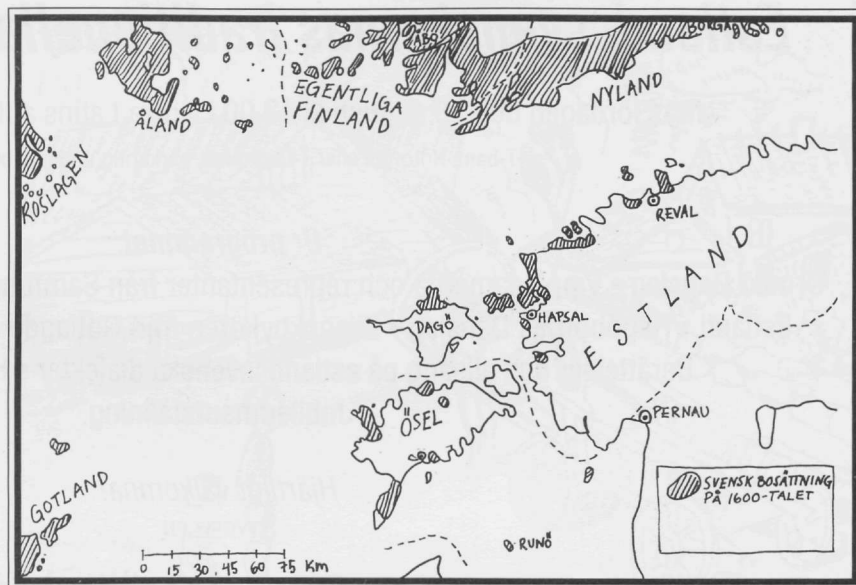 ÅBO
BORGÅ
EGENTLIGA
FINLAND
NYLAND
ÅLAND
ROSLAGEN
REVAL
ESTLAND
DAGÖ
HAPSAL
ÖSEL
PERNAU
GOTLAND
RUNÖ
SVENSK BOSÄTTNING
PÅ 1600-TALET
0 15 30 45 60 75 Km